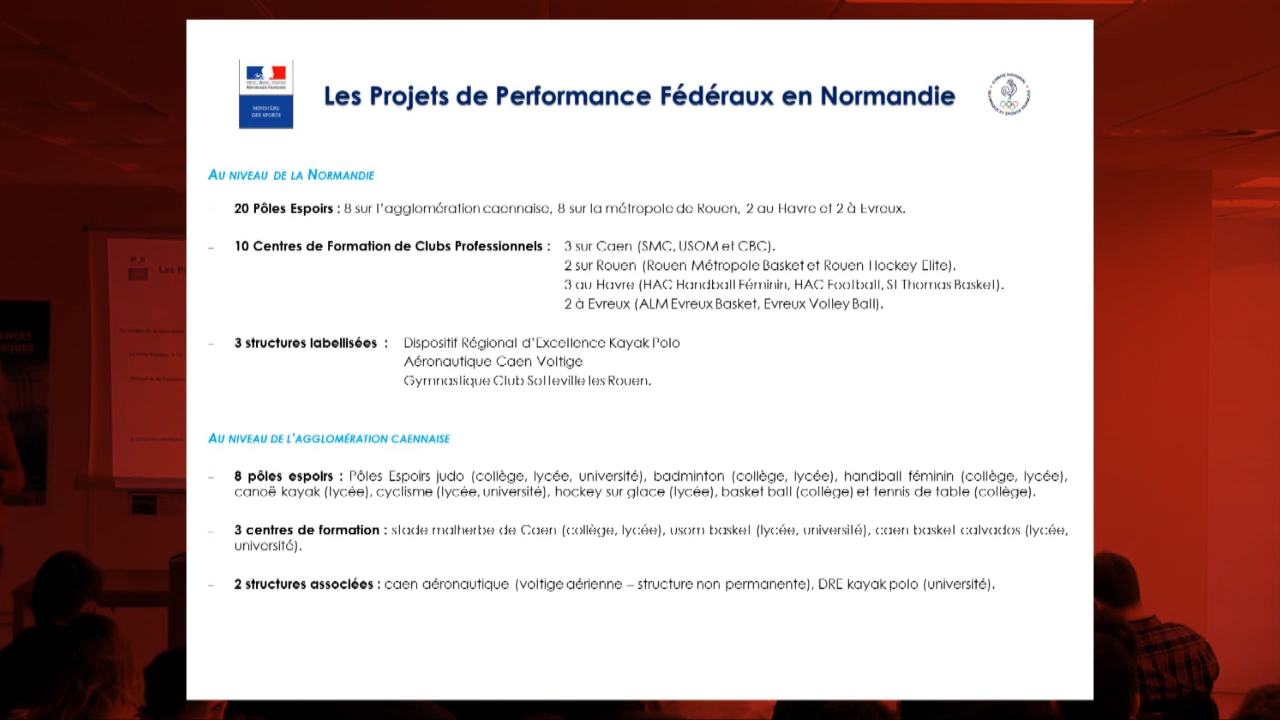 MINISTÈRE
DES SPORTS
Les Projets de Performance Fédéraux en Normandie
AU NIVEAU DE LA NORMANDIE
20 Pôles Espoirs : 8 sur l'agglomération caennaise, 8 sur la métropole de Rouen, 2 au Havre et 2 à Evreux.
– 10 Centres de Formation de Clubs Professionnels : 3 sur Caen (SMC, USOM et CBC).
2 sur Rouen (Rouen Métropole Basket et Rouen Hockey Elite).
3 au Havre (HAC Handball Féminin, HAC Football, St Thomas Basket).
2 à Evreux (ALM Evreux Basket, Evreux Volley Ball).
– 3 structures labellisées : Dispositif Régional d'Excellence Kayak Polo
Aéronautique Caen Voltige
Gymnastique Club Sotteville les Rouen.
AU NIVEAU DE L'AGGLOMÉRATION CAENNAISE
– 8 pôles espoirs : Pôles Espoirs judo (collège, lycée, université), badminton (collège, lycée), handball féminin (collège, lycée),
canoë kayak (lycée), cyclisme (lycée, université), hockey sur glace (lycée), basket ball (collège) et tennis de table (collège).
– 3 centres de formation : stade malherbe de Caen (collège, lycée), usom basket (lycée, université), caen basket calvados (lycée,
université).
– 2 structures associées : caen aéronautique (voltige aérienne – structure non permanente), DRE kayak polo (université).